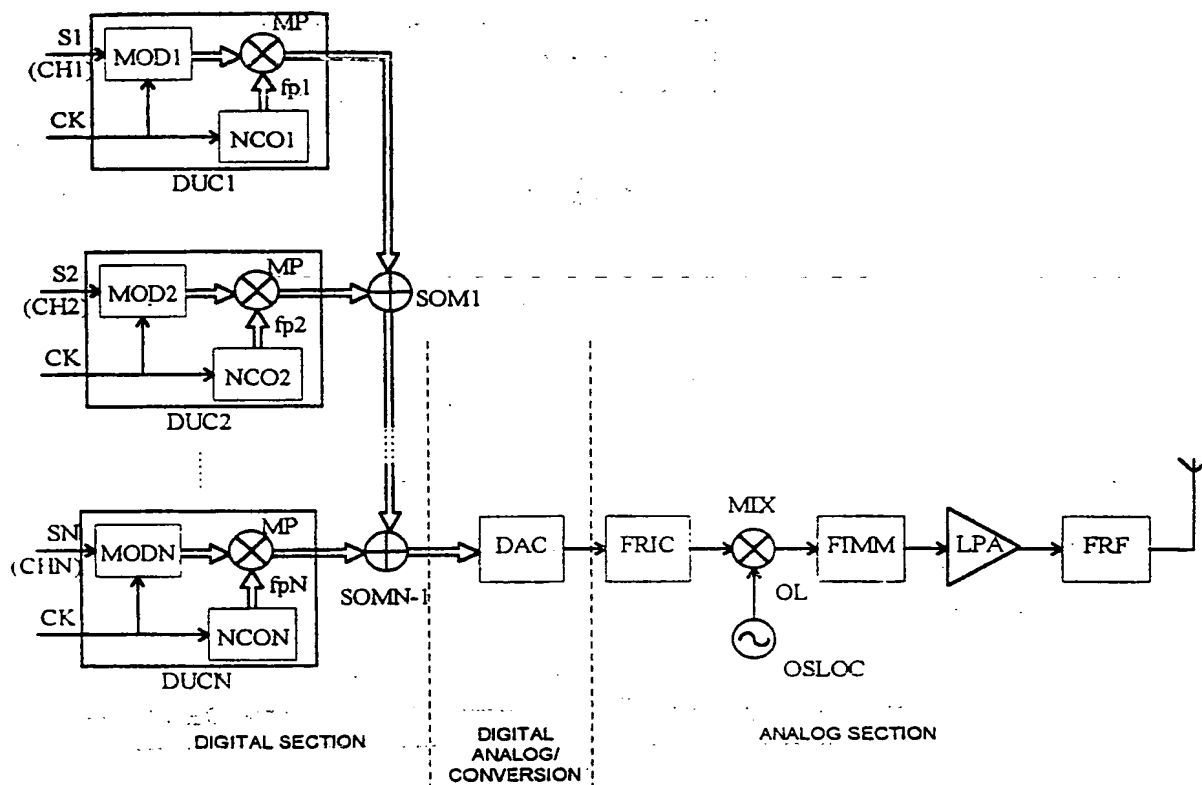 MP
S1
MOD1
(CH1)
fp1
CK
NCO1
DUC1
MP
S2
MOD2
(CH2)
SOM1
fp2
CK
NCO2
DUC2
MP
SN
MODN
(CHN)
fpN
SOMN-1
CK
NCON
DUCN
DAC
FRIC
MIX
OL
OSLOC
FIMM
LPA
FRF
DIGITAL SECTION
DIGITAL
ANALOG/
CONVERSION
ANALOG SECTION